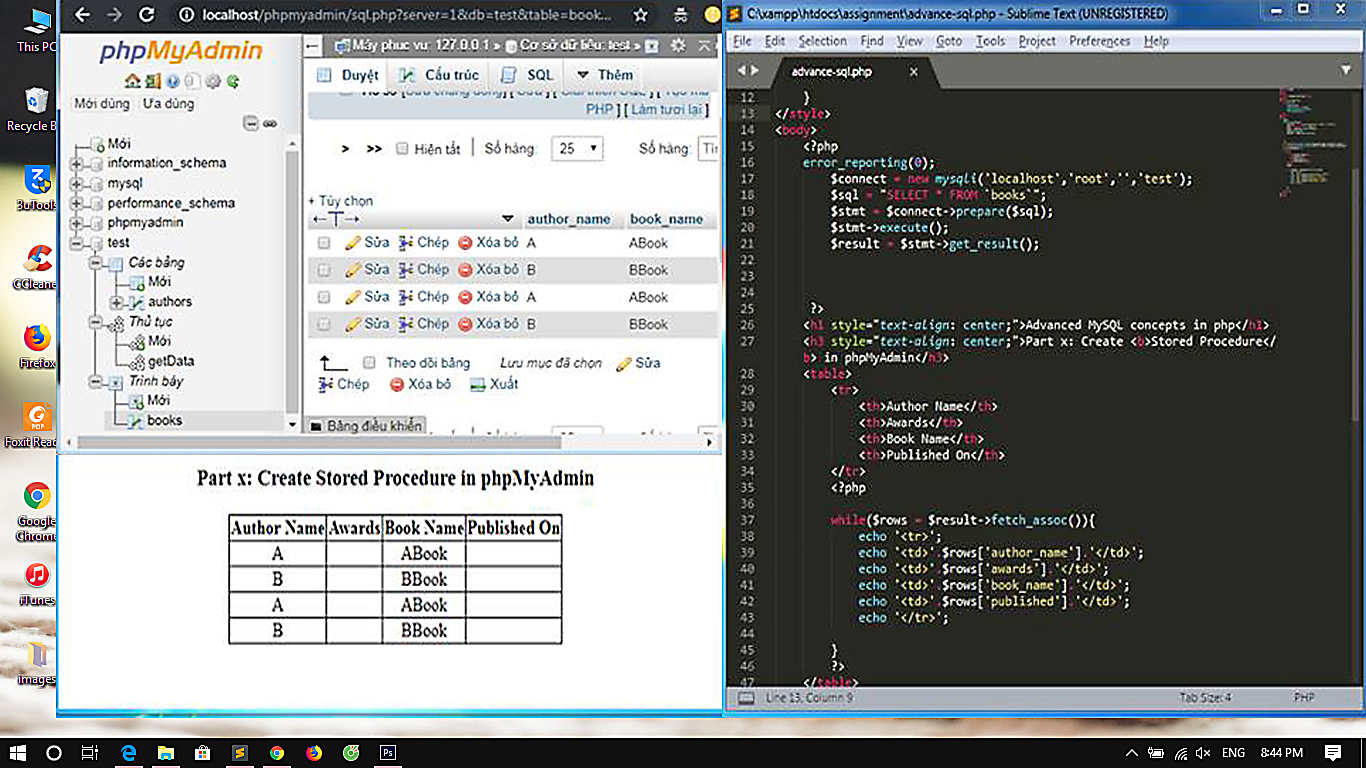 This PC
Recycle B
3uTools
CCleane
Firefox
Foxit Read
Google
Chrome
iTunes
images
localhost/phpmyadmin/sql.php?server=1&db=test&table=book...
phpMyAdmin
Mới dùng Ưa dùng
Mới
information_schema
mysql
performance_schema
phpmyadmin
test
Các bảng
Mới
authors
Thủ tục
Mới
getData
Trình bày
Mới
books
Máy phục vụ: 127.0.0.1 » Cơ sở dữ liệu: test »
Duyệt Cấu trúc SQL Thêm
PHP ] [ Làm tươi lại ]
> >> Hiện tất Số hàng: 25 Số hàng:
+ Tùy chọn
←T→ author_name book_name
Sửa Chép Xóa bỏ A ABook
Sửa Chép Xóa bỏ B BBook
Sửa Chép Xóa bỏ A ABook
Sửa Chép Xóa bỏ B BBook
Theo dõi bảng Lưu mục đã chọn Sửa
Chép Xóa bỏ Xuất
Bảng điều khiển
Part x: Create Stored Procedure in phpMyAdmin
Author Name Awards Book Name Published On
A ABook
B BBook
A ABook
B BBook
C:\xampp\htdocs\assignment\advance-sql.php - Sublime Text (UNREGISTERED)
File Edit Selection Find View Goto Tools Project Preferences Help
advance-sql.php ×
12 }
13 </style>
14 <body>
15 <?php
16 error_reporting(0);
17 $connect = new mysqli('localhost','root','','test');
18 $sql = "SELECT * FROM `books`";
19 $stmt = $connect->prepare($sql);
20 $stmt->execute();
21 $result = $stmt->get_result();
22
23
24
25 ?>
26 <h1 style="text-align: center;">Advanced MySQL concepts in php</h1>
27 <h3 style="text-align: center;">Part x: Create <b>Stored Procedure</
b> in phpMyAdmin</h3>
28 <table>
29 <tr>
30 <th>Author Name</th>
31 <th>Awards</th>
32 <th>Book Name</th>
33 <th>Published On</th>
34 </tr>
35 <?php
36
37 while($rows = $result->fetch_assoc()){
38 echo '<tr>';
39 echo '<td>'.$rows['author_name'].'</td>';
40 echo '<td>'.$rows['awards'].'</td>';
41 echo '<td>'.$rows['book_name'].'</td>';
42 echo '<td>'.$rows['published'].'</td>';
43 echo '</tr>';
44
45 }
46 ?>
47 </table>
Line 13, Column 9 Tab Size: 4 PHP
ENG 8:44 PM